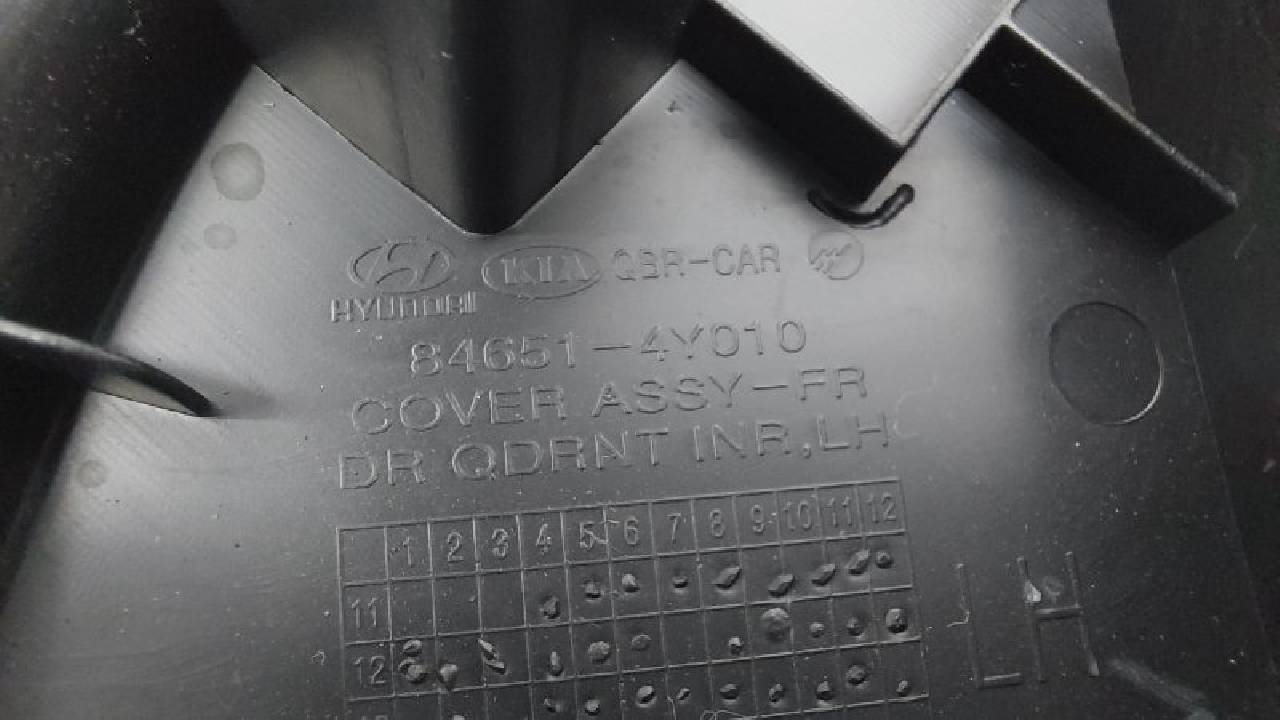 HYUNDAI KIA QBR-CAR
84651-4Y010
COVER ASSY-FR
DR QDRNT INR,LH
1 2 3 4 5 6 7 8 9 10 11 12
11
12
LH